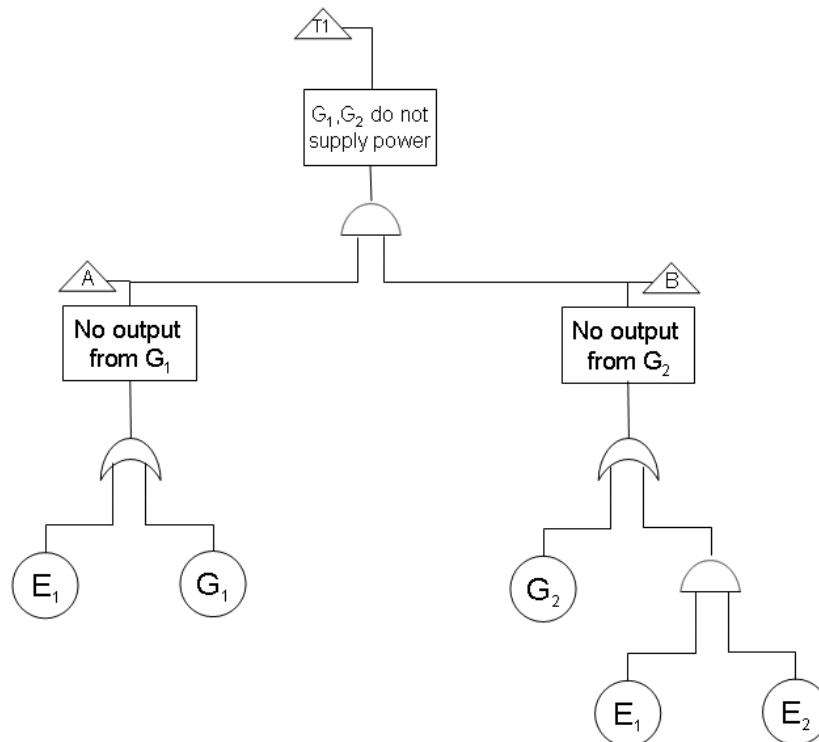 T1
G₁,G₂ do not
supply power
A
B
No output
from G₁
No output
from G₂
E₁
G₁
G₂
E₁
E₂